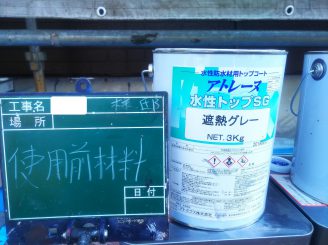 工事名
様邸
場所
使用前材料
日付
水性防水材用トップコート
アトレーヌ
水性トップSG
遮熱グレー
NET. 3Kg